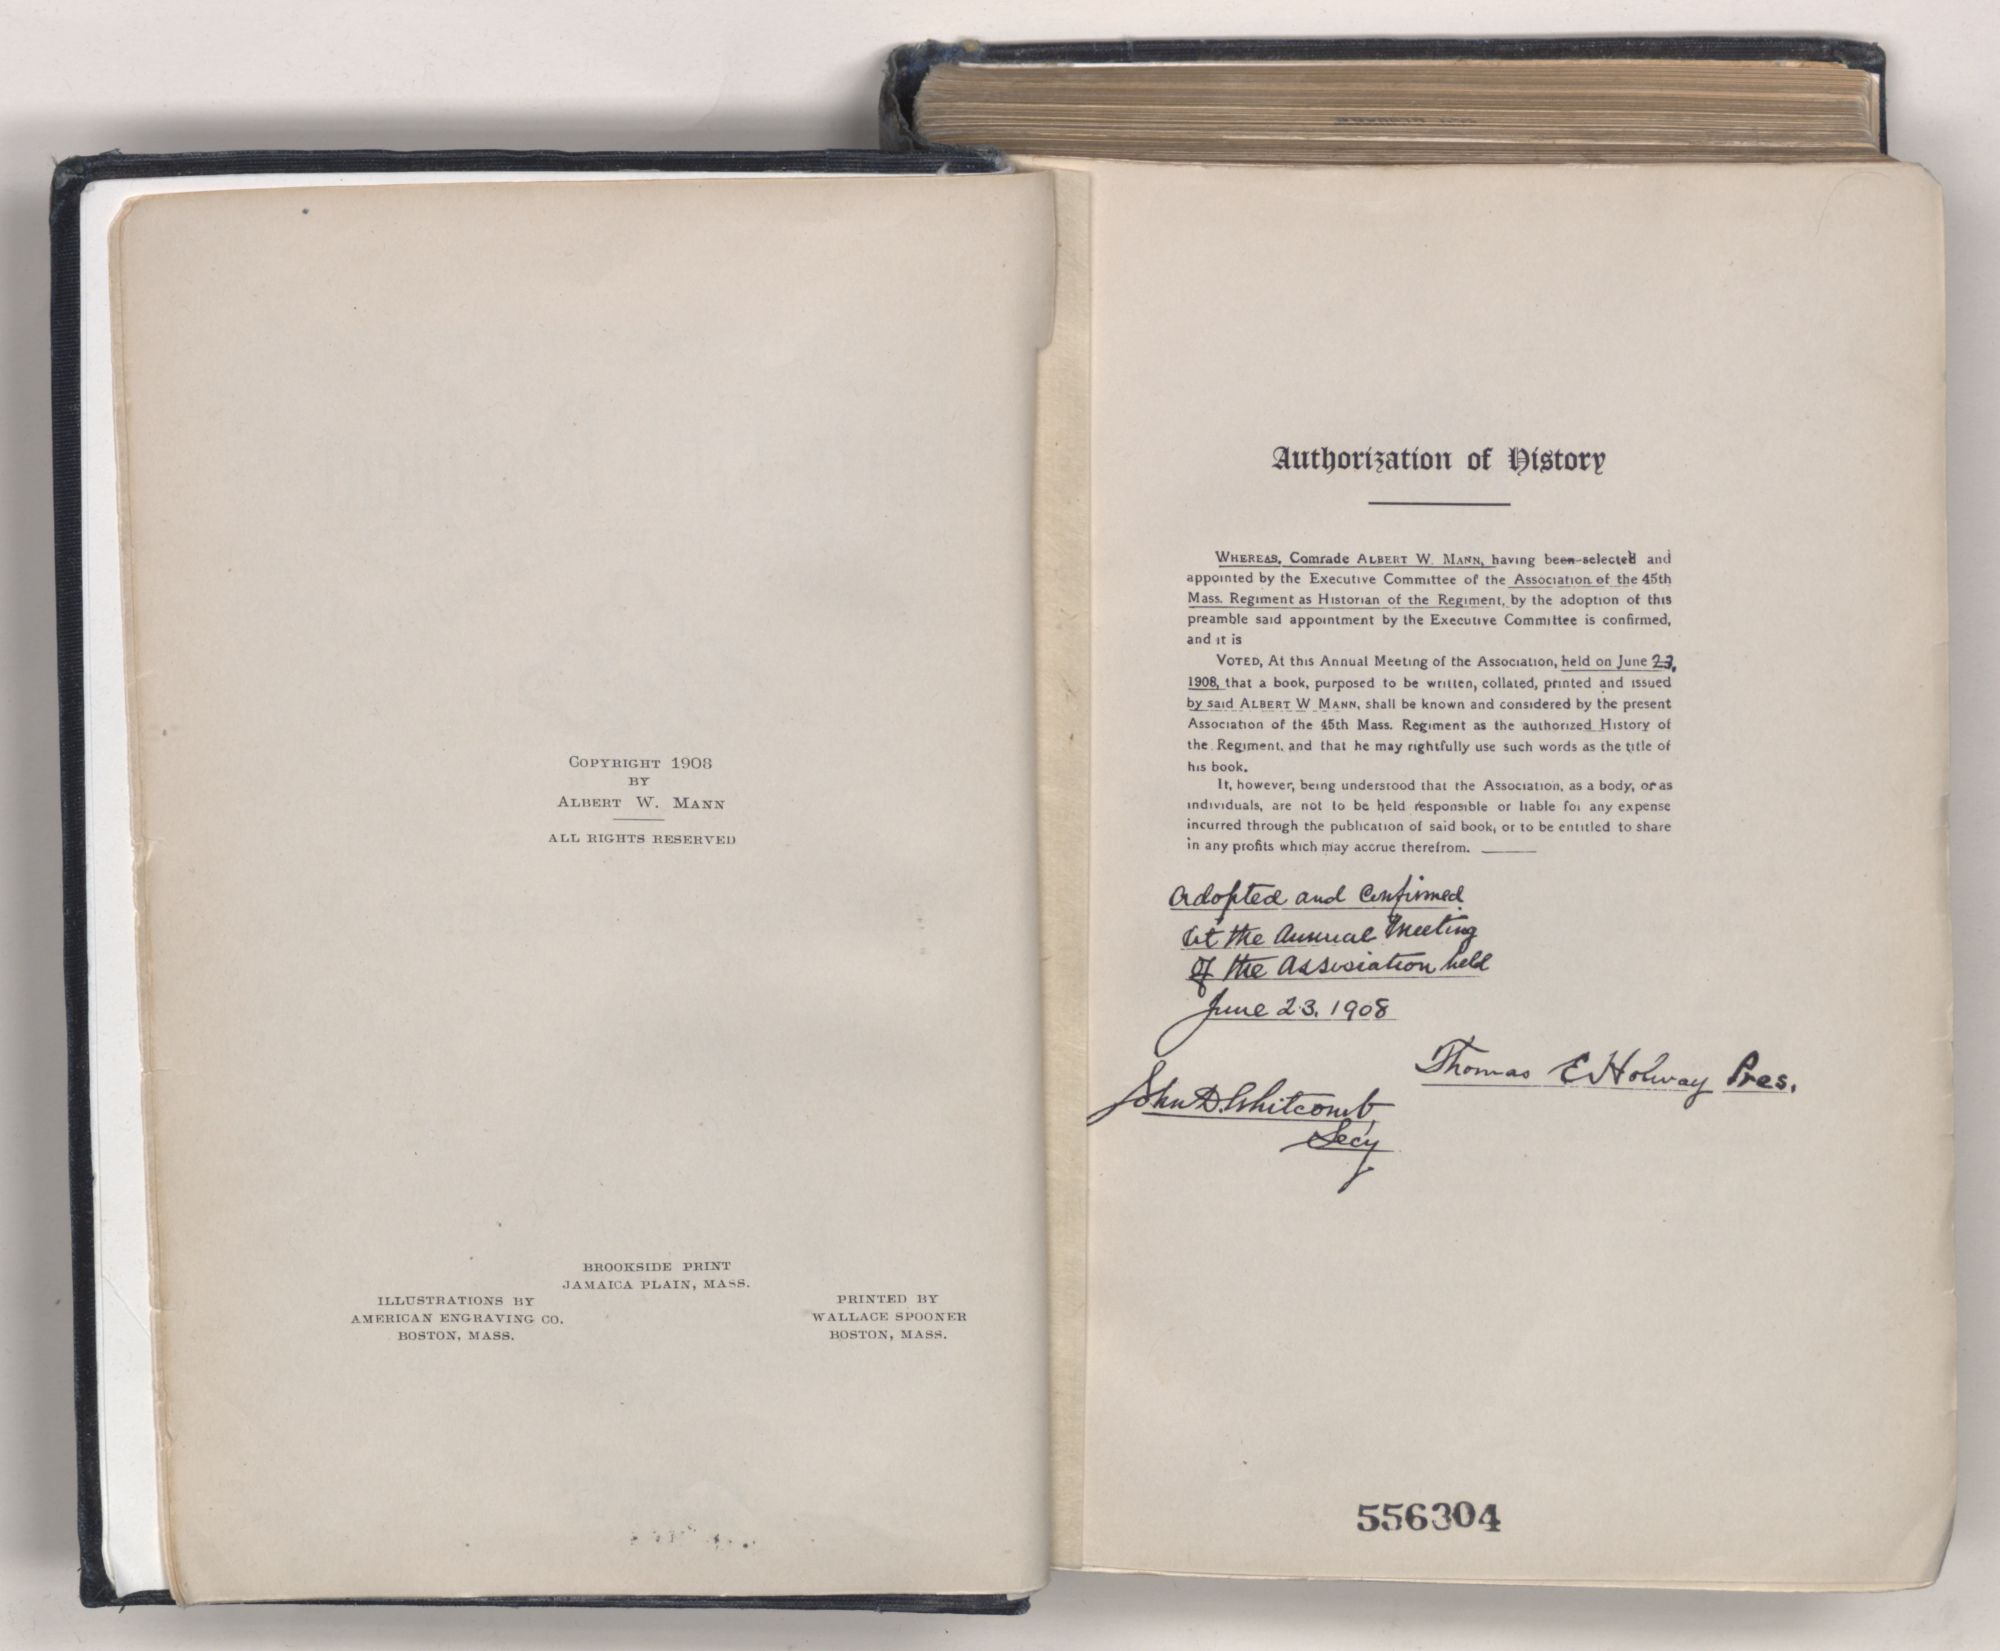 COPYRIGHT 1908
BY
ALBERT W. MANN
ALL RIGHTS RESERVED
BROOKSIDE PRINT
JAMAICA PLAIN, MASS.
ILLUSTRATIONS BY
AMERICAN ENGRAVING CO.
BOSTON, MASS.
PRINTED BY
WALLACE SPOONER
BOSTON, MASS.
Authorization of History
WHEREAS, Comrade ALBERT W. MANN, having been selected and
appointed by the Executive Committee of the Association of the 45th
Mass. Regiment as Historian of the Regiment, by the adoption of this
preamble said appointment by the Executive Committee is confirmed,
and it is
VOTED, At this Annual Meeting of the Association, held on June 23,
1908, that a book, purposed to be written, collated, printed and issued
by said ALBERT W MANN, shall be known and considered by the present
Association of the 45th Mass. Regiment as the authorized History of
the Regiment, and that he may rightfully use such words as the title of
his book.
It, however, being understood that the Association, as a body, or as
individuals, are not to be held responsible or liable for any expense
incurred through the publication of said book, or to be entitled to share
in any profits which may accrue therefrom.
Adopted and Confirmed
At the Annual Meeting
of the Association held
June 23. 1908
Thomas E Holway Pres.
John D. Whitcomb
Secy
556304